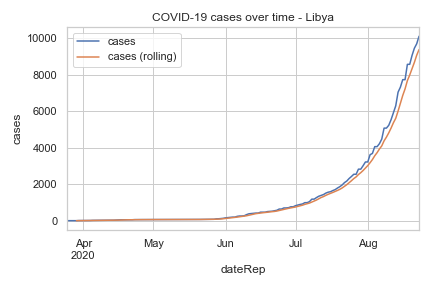 COVID-19 cases over time - Libya
cases
cases (rolling)
10000
8000
6000
4000
2000
0
cases
Apr
2020
May
Jun
Jul
Aug
dateRep